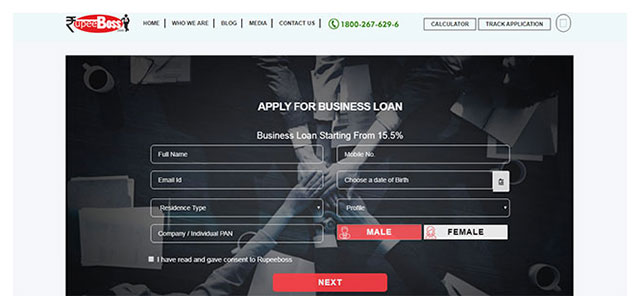 ₹upeeBoss
HOME
WHO WE ARE
BLOG
MEDIA
CONTACT US
1800-267-629-6
CALCULATOR
TRACK APPLICATION
APPLY FOR BUSINESS LOAN
Business Loan Starting From 15.5%
Full Name
Mobile No.
Email Id
Choose a date of Birth
Residence Type
Profile
Company / Individual PAN
MALE
FEMALE
I have read and gave consent to Rupeeboss
NEXT